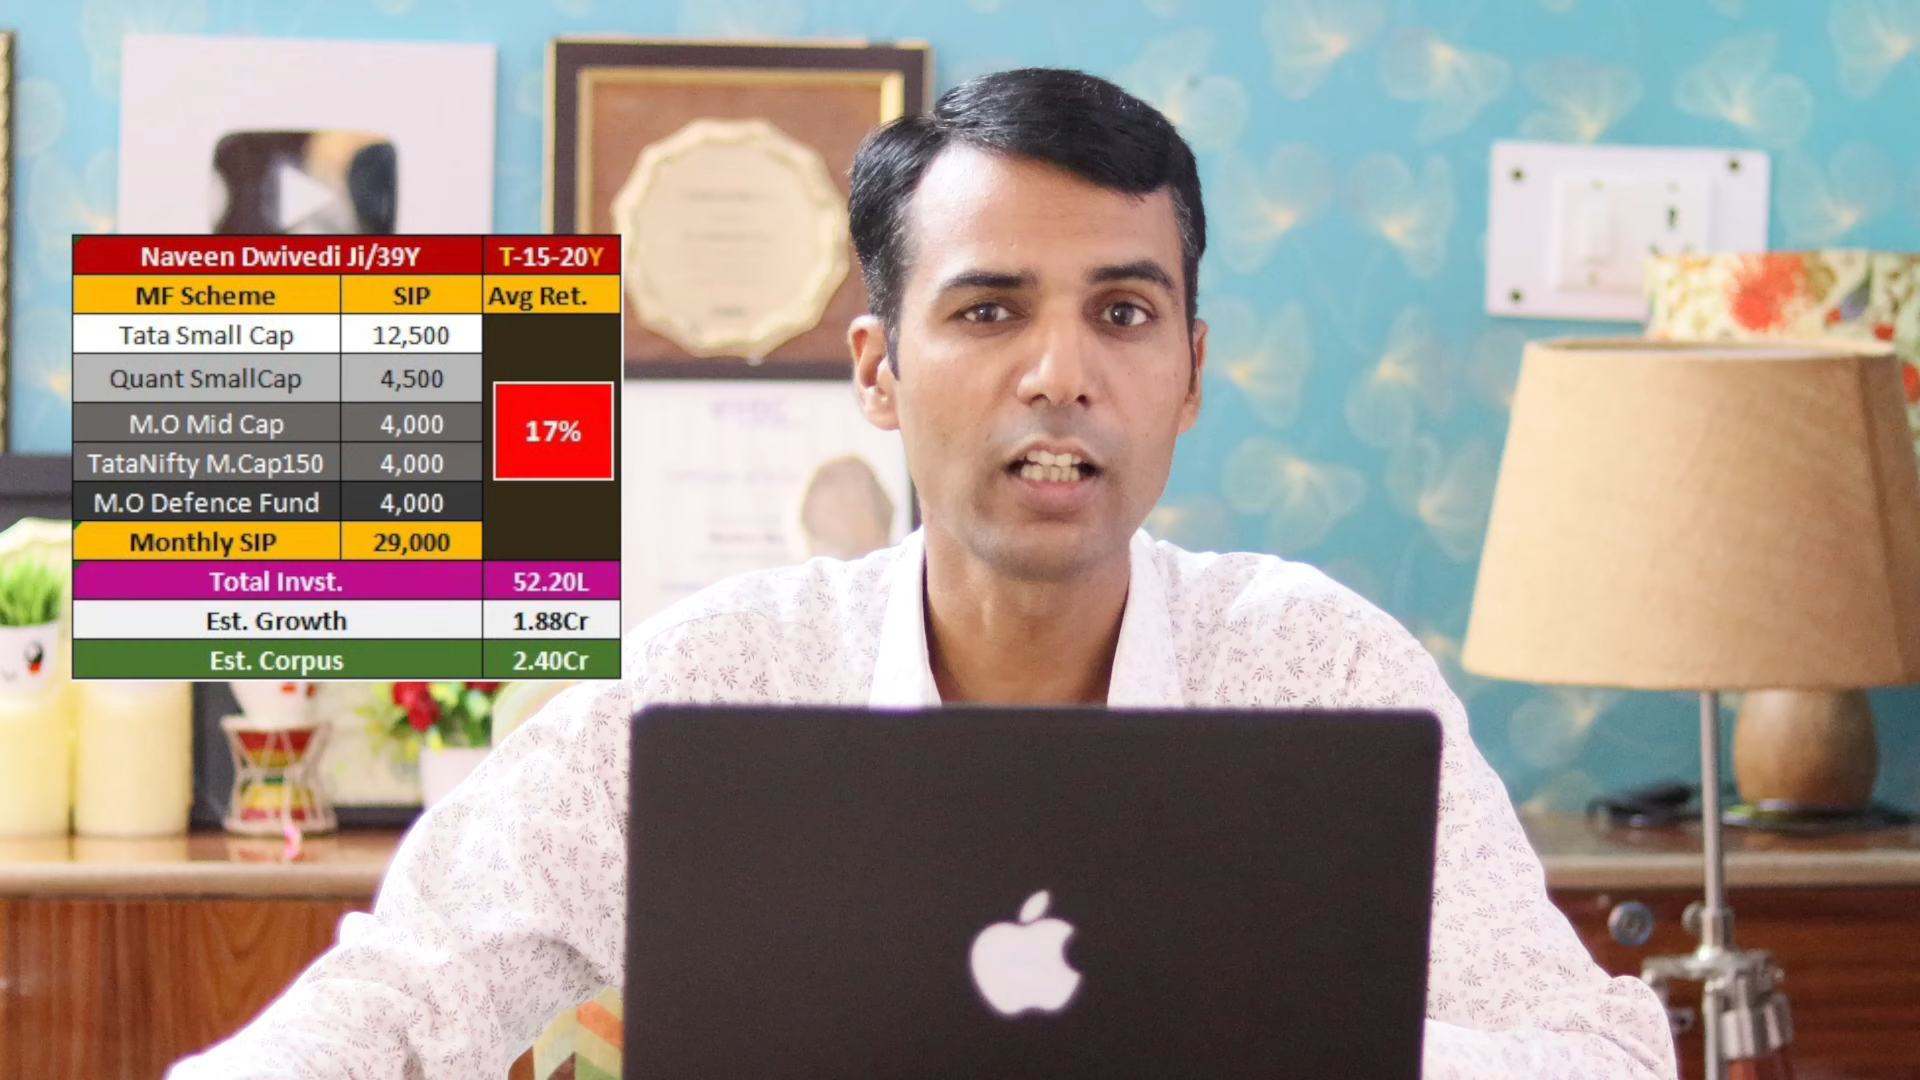 Naveen Dwivedi Ji/39Y T-15-20Y
MF Scheme SIP Avg Ret.
Tata Small Cap 12,500
Quant SmallCap 4,500
M.O Mid Cap 4,000
17%
TataNifty M.Cap150 4,000
M.O Defence Fund 4,000
Monthly SIP 29,000
Total Invst. 52.20L
Est. Growth 1.88Cr
Est. Corpus 2.40Cr